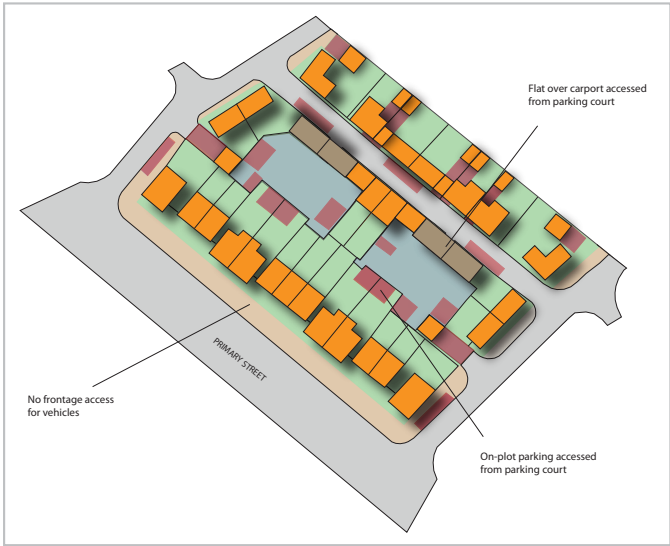 Flat over carport accessed
from parking court
PRIMARY STREET
No frontage access
for vehicles
On-plot parking accessed
from parking court